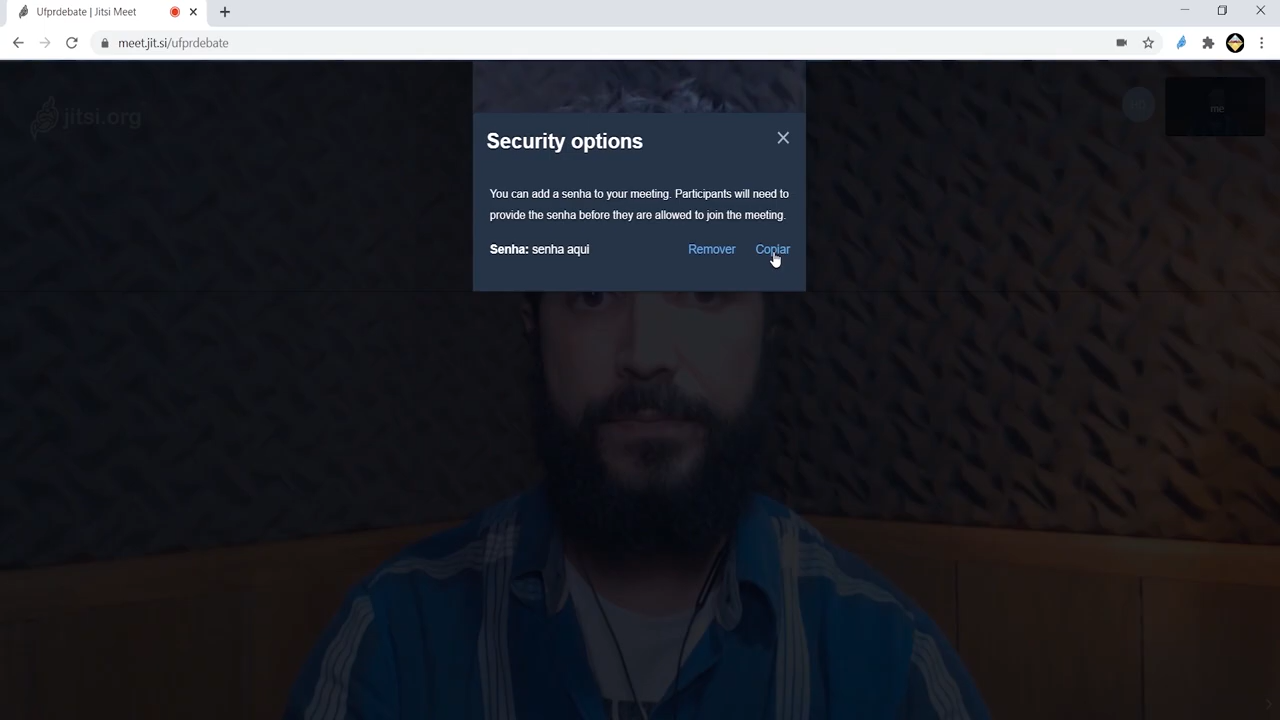 Ufprdebate | Jitsi Meet
meet.jit.si/ufprdebate
jitsi.org
me
Security options
You can add a senha to your meeting. Participants will need to
provide the senha before they are allowed to join the meeting.
Senha: senha aqui Remover Copiar